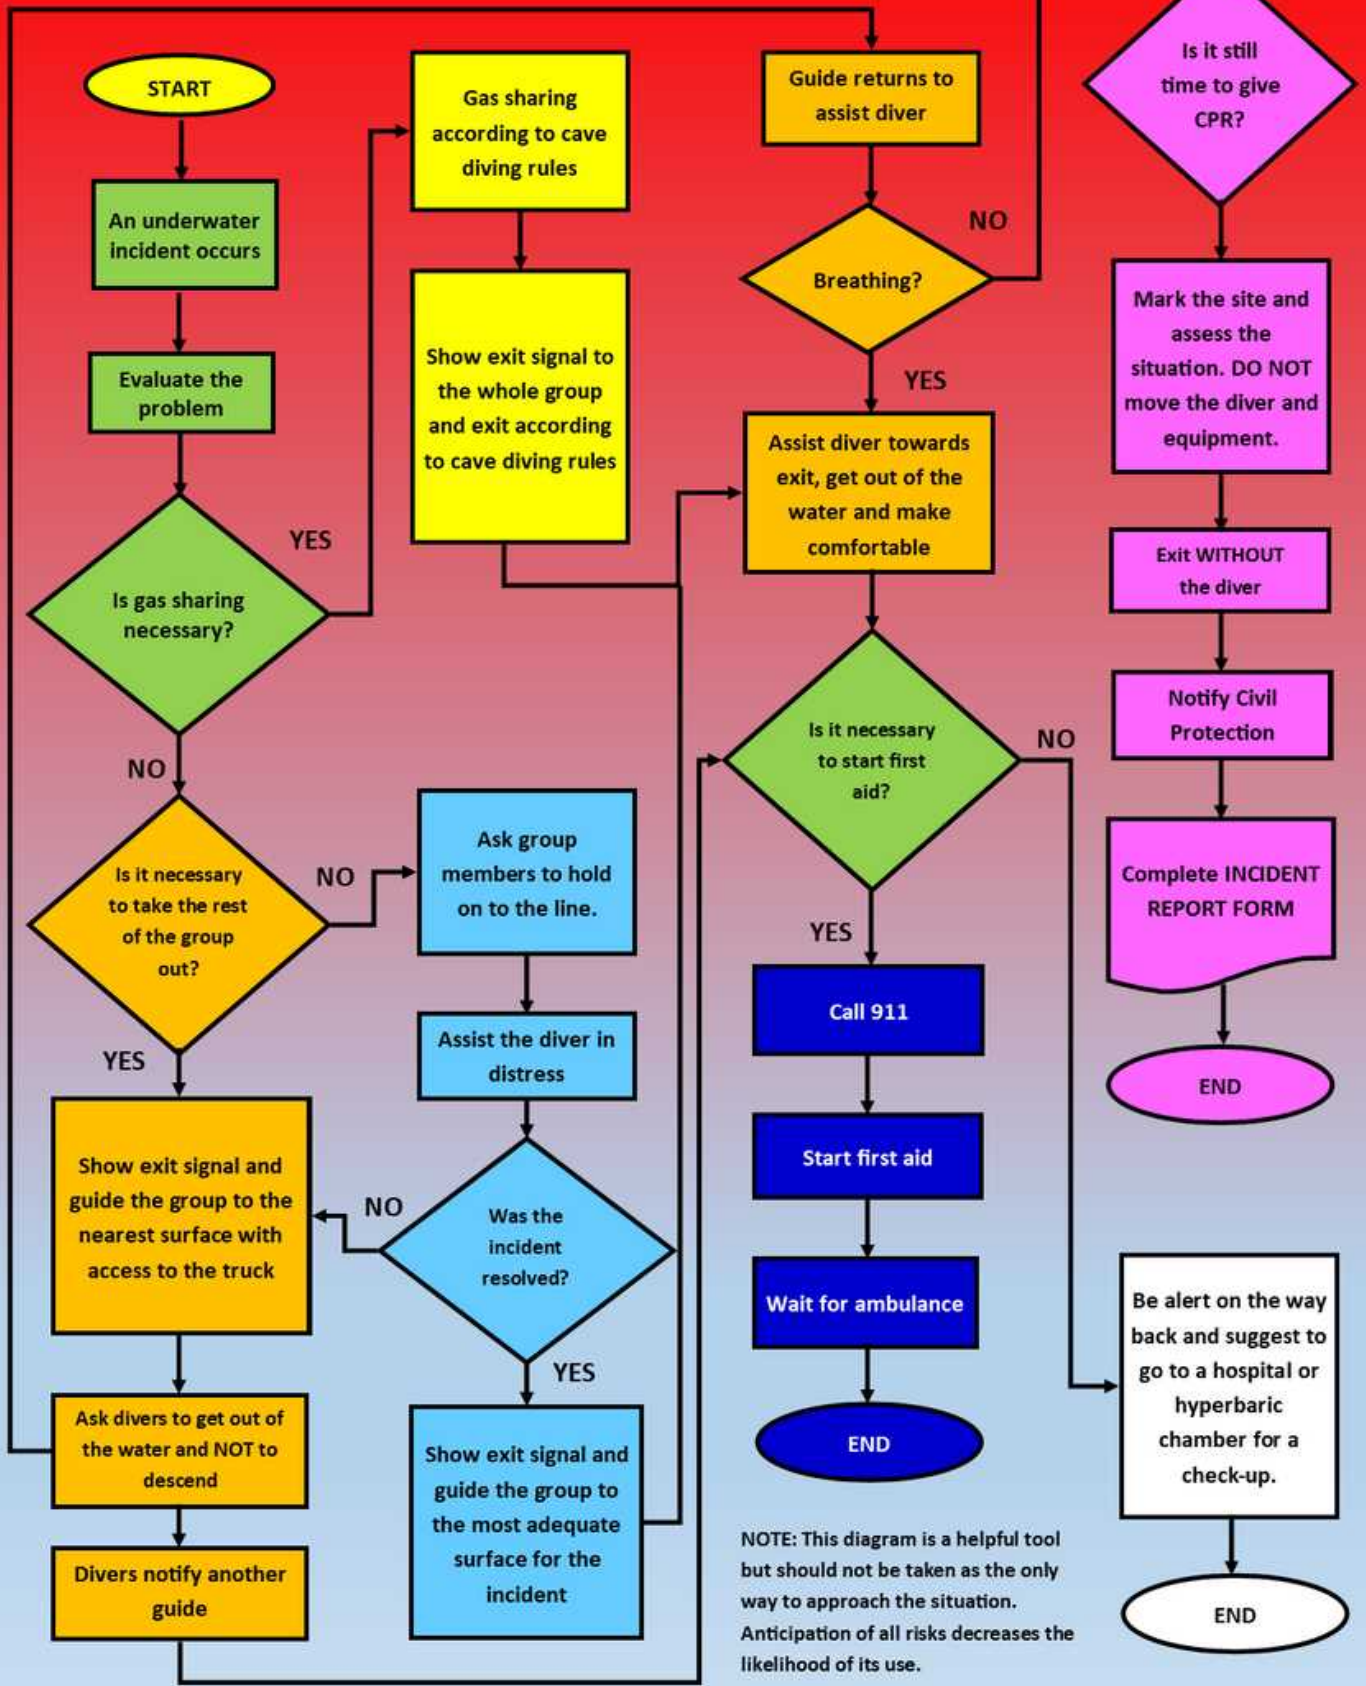 START
An underwater
incident occurs
Evaluate the
problem
Is gas sharing
necessary?
YES
NO
Gas sharing
according to cave
diving rules
Show exit signal to
the whole group
and exit according
to cave diving rules
Is it necessary
to take the rest
of the group
out?
NO
YES
Ask group
members to hold
on to the line.
Assist the diver in
distress
Was the
incident
resolved?
NO
YES
Show exit signal and
guide the group to the
nearest surface with
access to the truck
Ask divers to get out of
the water and NOT to
descend
Divers notify another
guide
Show exit signal and
guide the group to
the most adequate
surface for the
incident
Guide returns to
assist diver
Breathing?
NO
YES
Assist diver towards
exit, get out of the
water and make
comfortable
Is it necessary
to start first
aid?
NO
YES
Call 911
Start first aid
Wait for ambulance
END
Is it still
time to give
CPR?
Mark the site and
assess the
situation. DO NOT
move the diver and
equipment.
Exit WITHOUT
the diver
Notify Civil
Protection
Complete INCIDENT
REPORT FORM
END
Be alert on the way
back and suggest to
go to a hospital or
hyperbaric
chamber for a
check-up.
END
NOTE: This diagram is a helpful tool
but should not be taken as the only
way to approach the situation.
Anticipation of all risks decreases the
likelihood of its use.